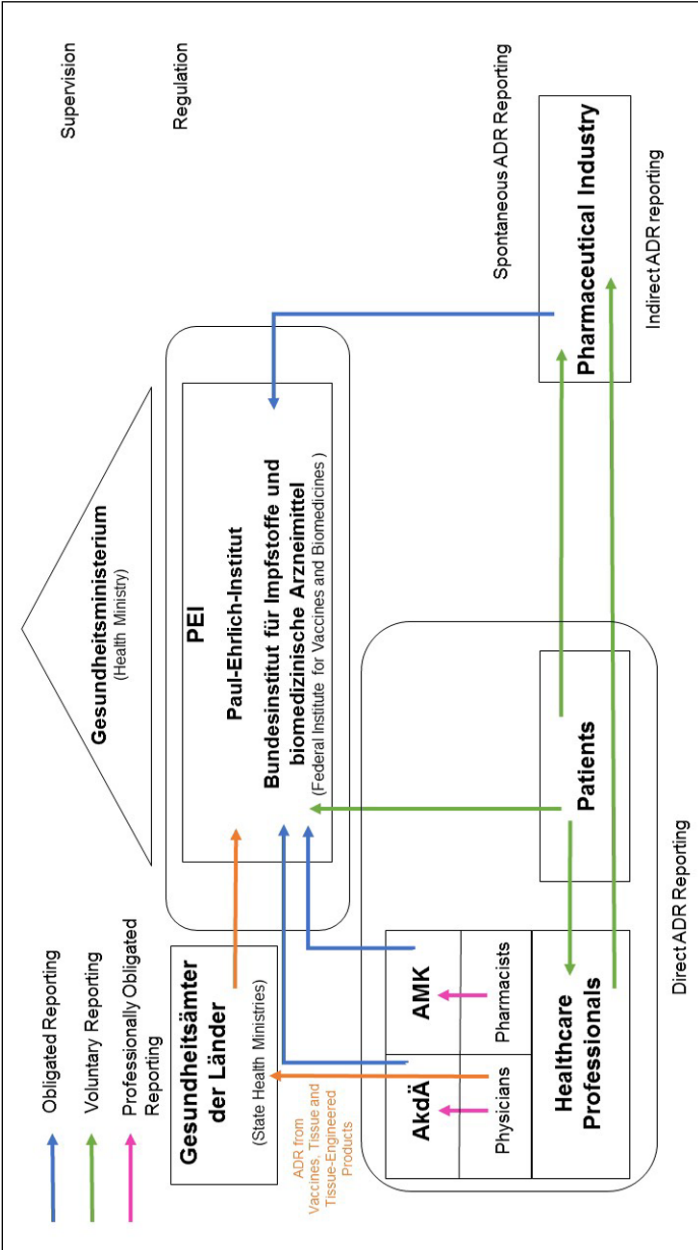 Obligated Reporting
Voluntary Reporting
Professionally Obligated
Reporting
Supervision
Regulation
Gesundheitsministerium
(Health Ministry)
Gesundheitsämter
der Länder
(State Health Ministries)
PEI
Paul-Ehrlich-Institut
Bundesinstitut für Impfstoffe und
biomedizinische Arzneimittel
(Federal Institute for Vaccines and Biomedicines )
ADR from
Vaccines, Tissue and
Tissue-Engineered
Products
AkdÄ
AMK
Physicians
Pharmacists
Healthcare
Professionals
Patients
Direct ADR Reporting
Spontaneous ADR Reporting
Pharmaceutical Industry
Indirect ADR reporting